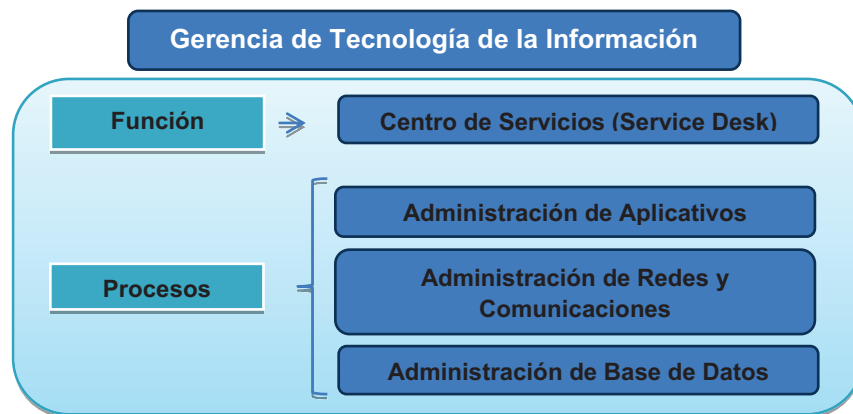 Gerencia de Tecnología de la Información
Función
Centro de Servicios (Service Desk)
Administración de Aplicativos
Procesos
Administración de Redes y
Comunicaciones
Administración de Base de Datos